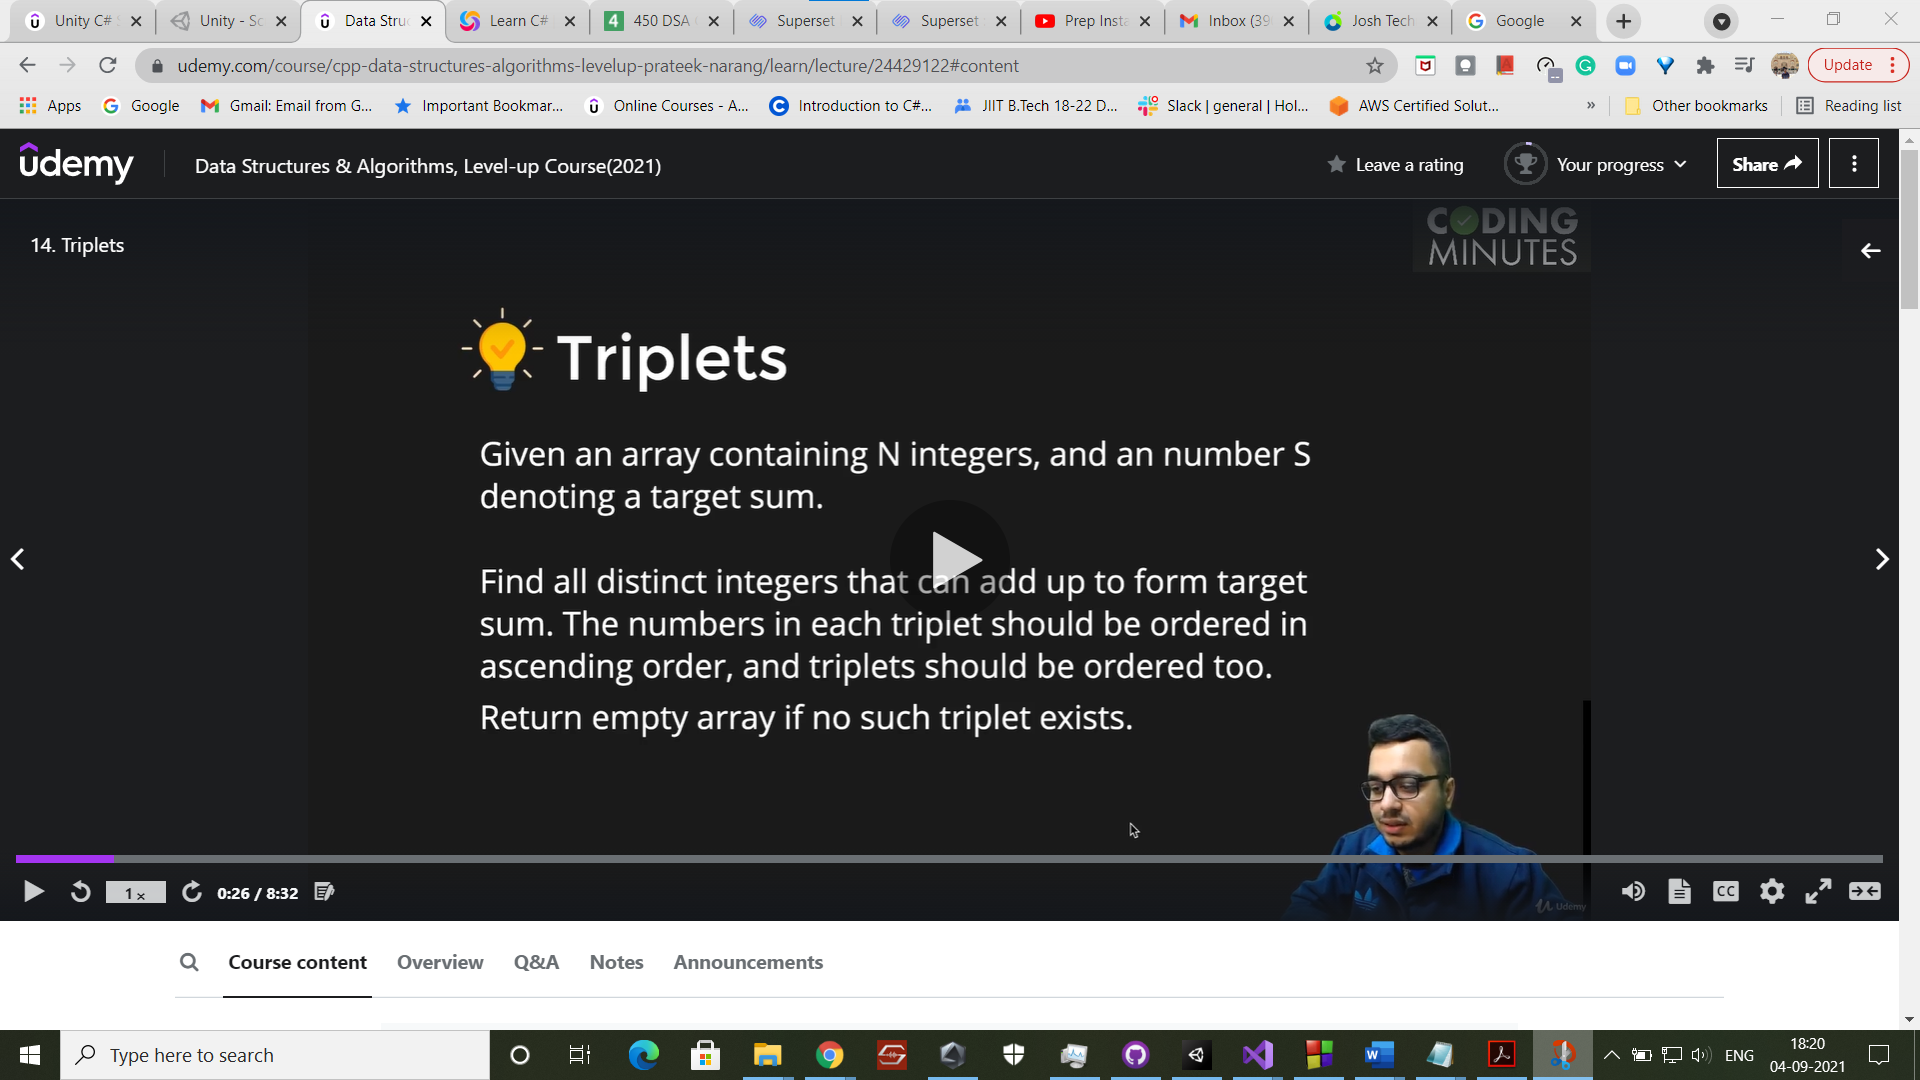 Unity C#
Unity - Sc
Data Struc
Learn C#
450 DSA
Superset
Superset
Prep Insta
Inbox (39
Josh Tech
Google
udemy.com/course/cpp-data-structures-algorithms-levelup-prateek-narang/learn/lecture/24429122#content
Update
Apps
Google
Gmail: Email from G...
Important Bookmar...
Online Courses - A...
Introduction to C#...
JIIT B.Tech 18-22 D...
Slack | general | Hol...
AWS Certified Solut...
»
Other bookmarks
Reading list
ûdemy
Data Structures & Algorithms, Level-up Course(2021)
Leave a rating
Your progress
Share
14. Triplets
CODING
MINUTES
Triplets
Given an array containing N integers, and an number S
denoting a target sum.
Find all distinct integers that can add up to form target
sum. The numbers in each triplet should be ordered in
ascending order, and triplets should be ordered too.
Return empty array if no such triplet exists.
Udemy
1 x
0:26 / 8:32
CC
Course content
Overview
Q&A
Notes
Announcements
Type here to search
ENG
18:20
04-09-2021